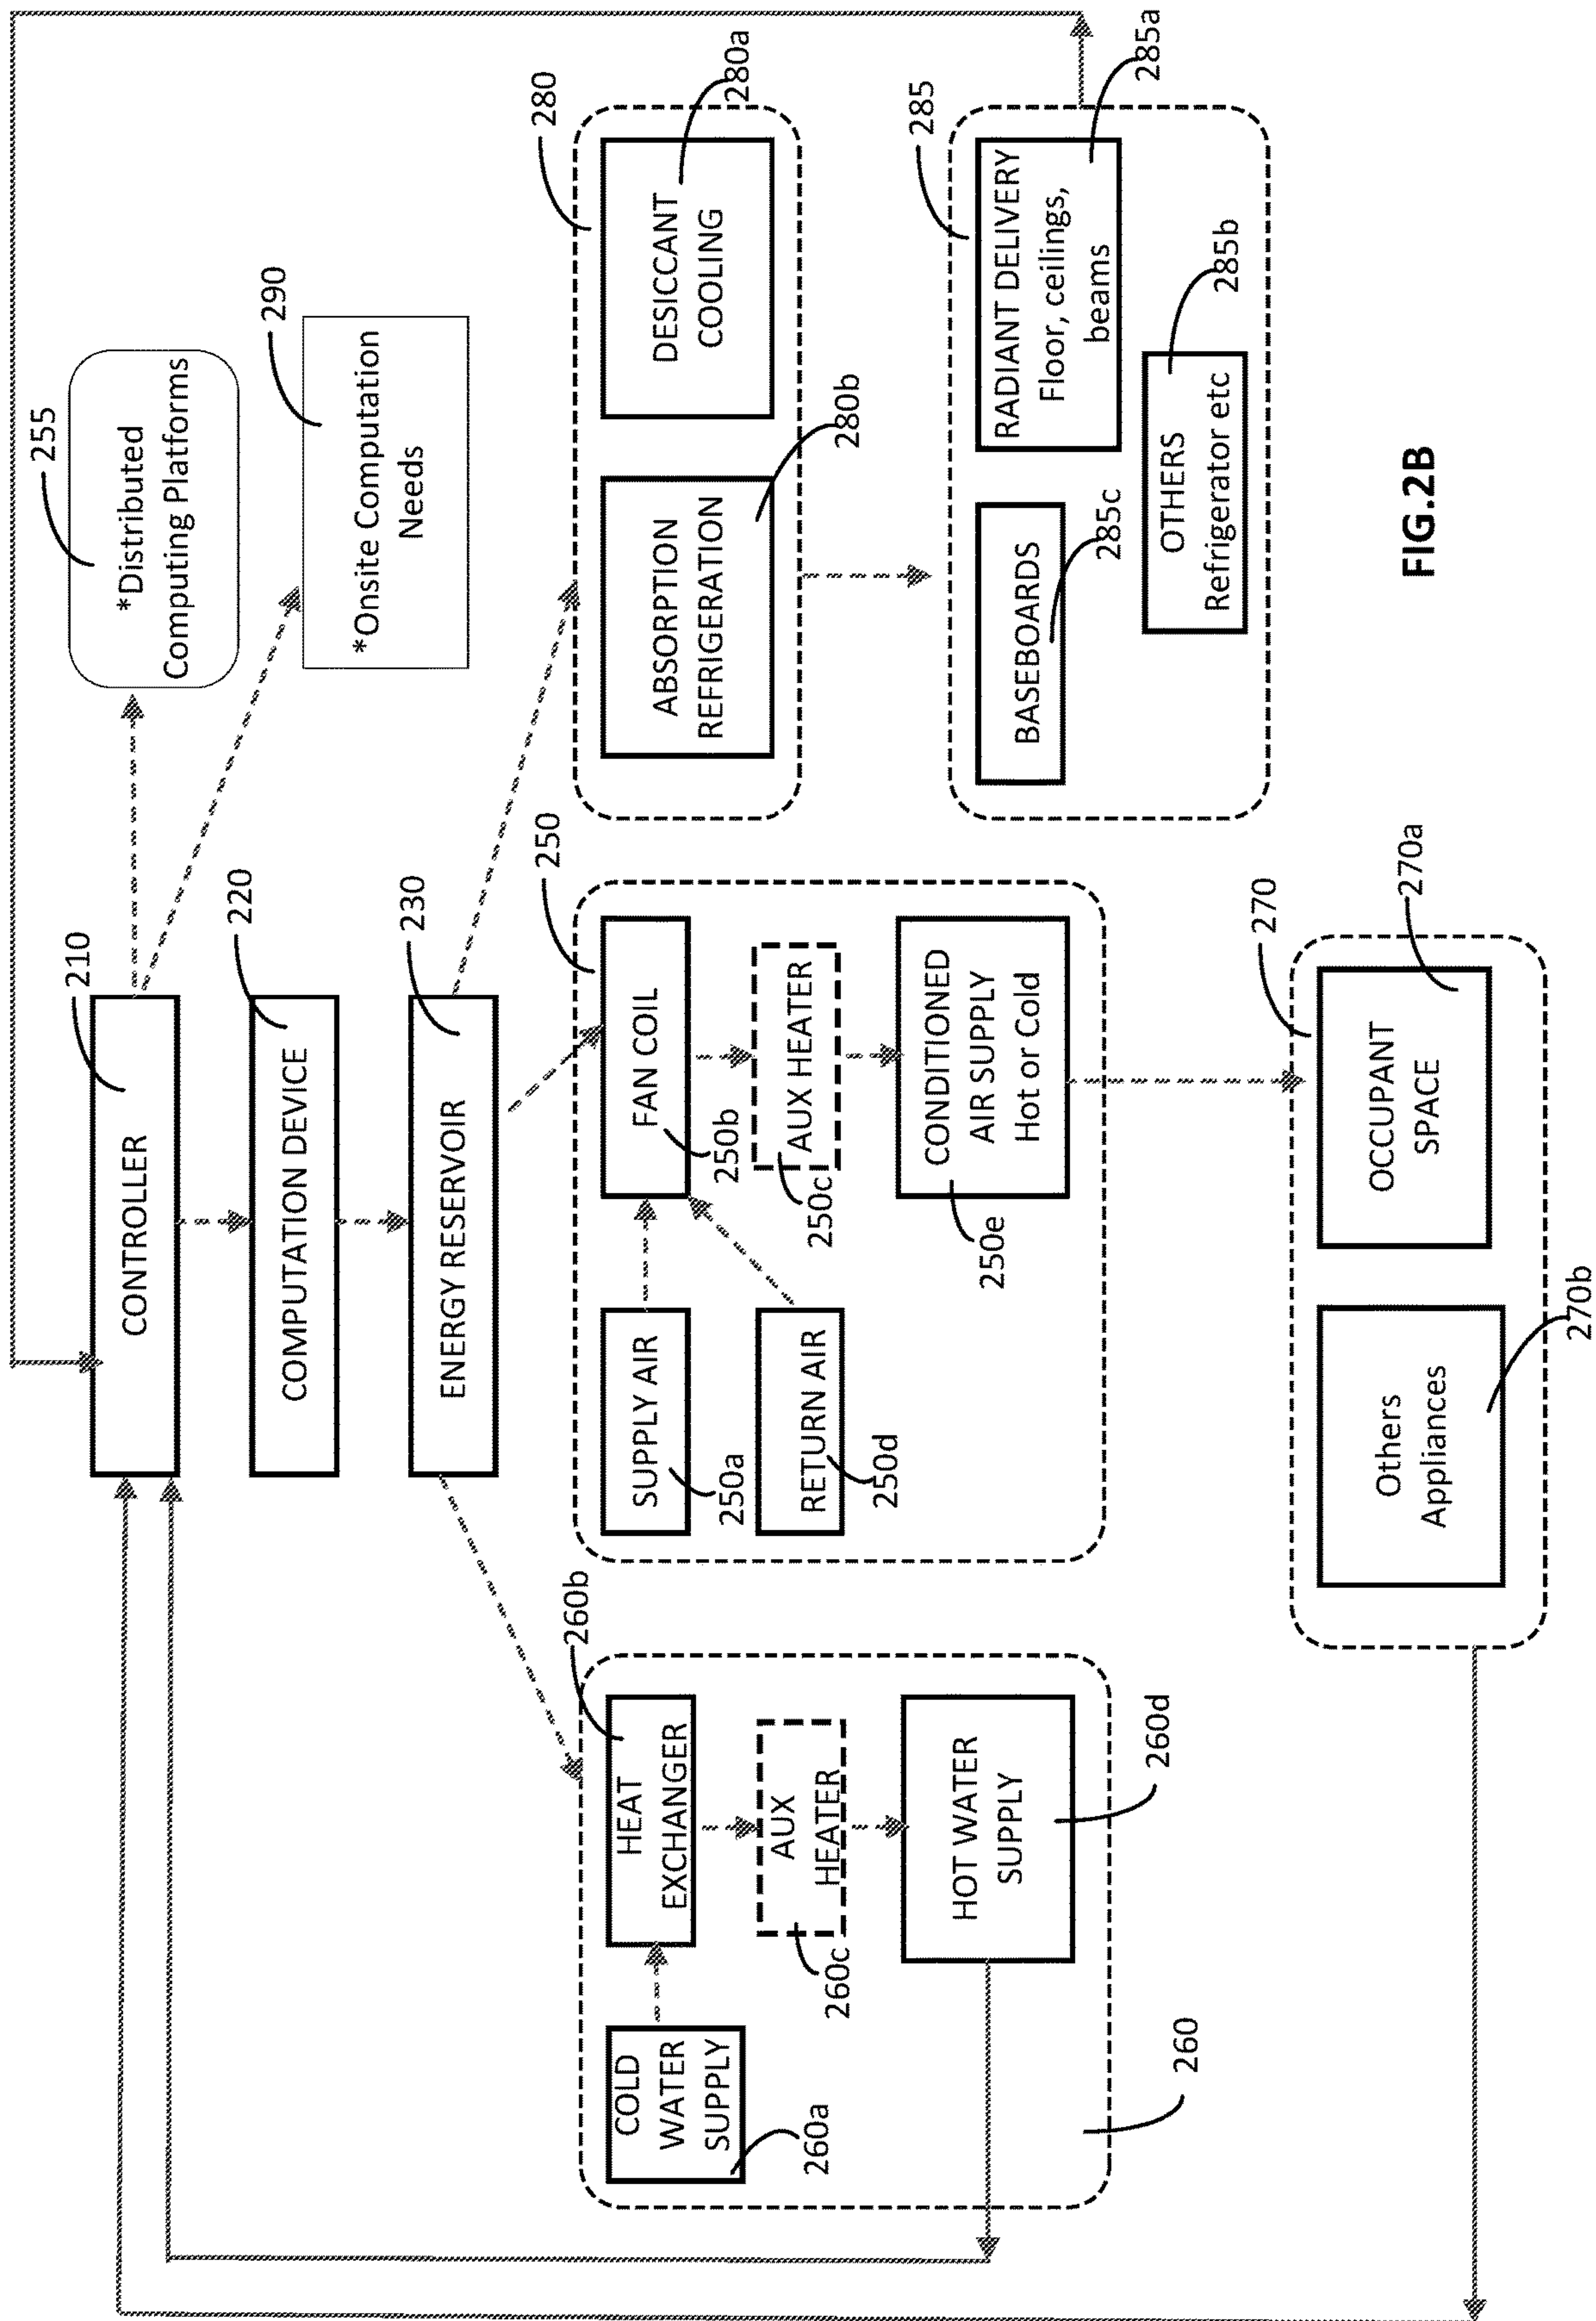 210
CONTROLLER
220
COMPUTATION DEVICE
230
ENERGY RESERVOIR
255
*Distributed
Computing Platforms
290
*Onsite Computation
Needs
260b
HEAT
EXCHANGER
COLD
WATER
SUPPLY
260a
AUX
HEATER
260c
HOT WATER
SUPPLY
260d
260
250
SUPPLY AIR
250a
FAN COIL
250b
RETURN AIR
250d
AUX HEATER
250c
CONDITIONED
AIR SUPPLY
Hot or Cold
250e
280
ABSORPTION
REFRIGERATION
280b
DESICCANT
COOLING
280a
285
BASEBOARDS
285c
RADIANT DELIVERY
Floor, ceilings,
beams
285a
OTHERS
Refrigerator etc
285b
270
Others
Appliances
270b
OCCUPANT
SPACE
270a
FIG.2B